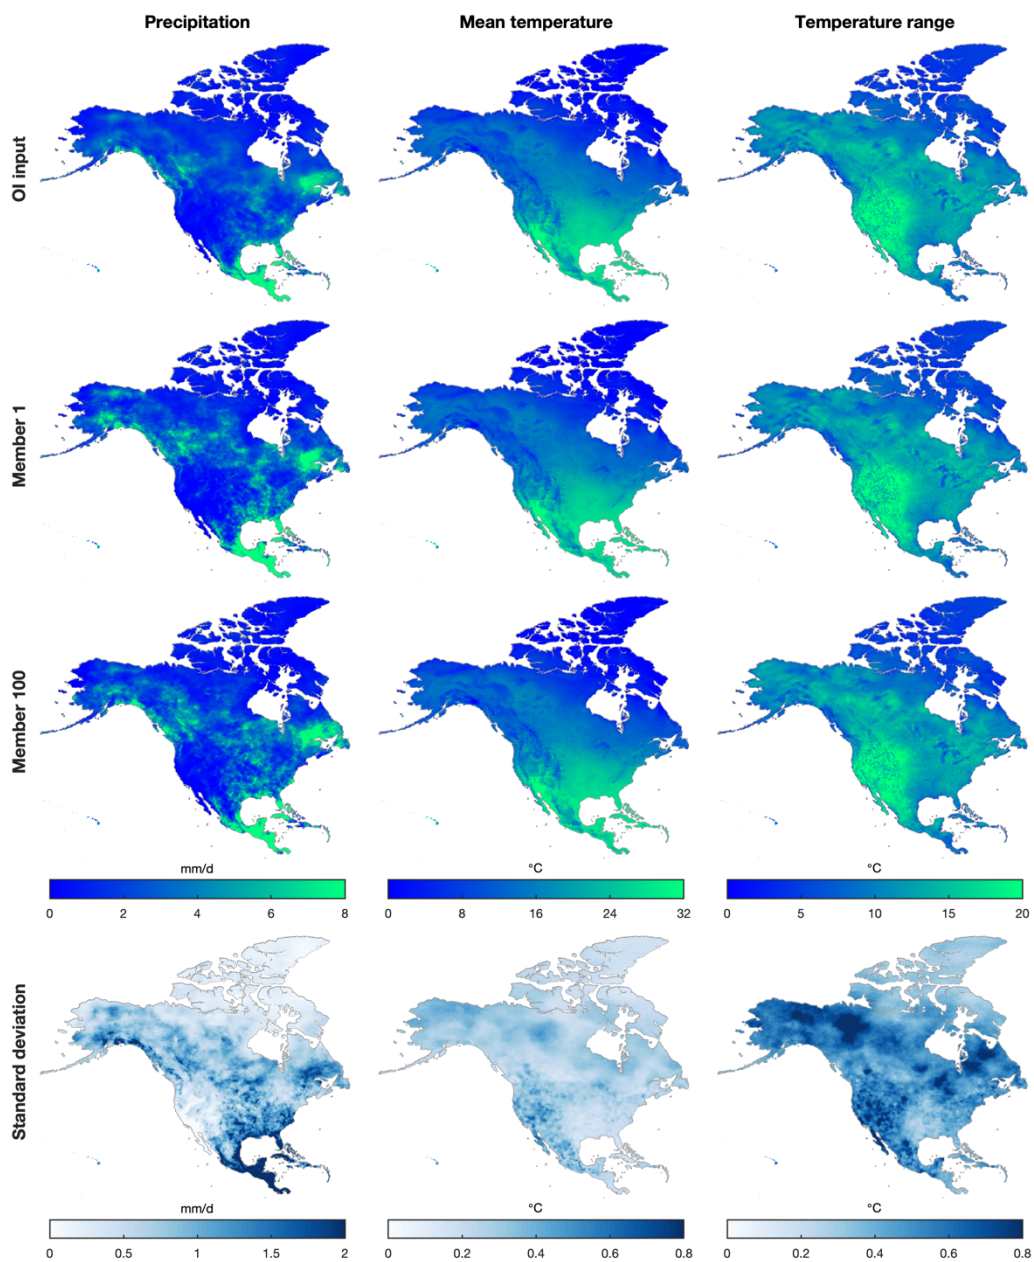 Precipitation Mean temperature Temperature range
OI input
Member 1
Member 100
mm/d °C °C
0 2 4 6 8 0 8 16 24 32 0 5 10 15 20
Standard deviation
mm/d °C °C
0 0.5 1 1.5 2 0 0.2 0.4 0.6 0.8 0 0.2 0.4 0.6 0.8